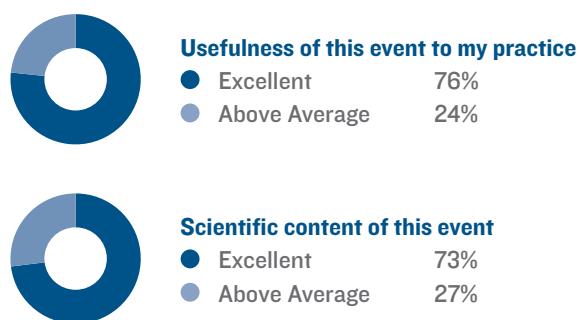 Usefulness of this event to my practice
Excellent 76%
Above Average 24%
Scientific content of this event
Excellent 73%
Above Average 27%